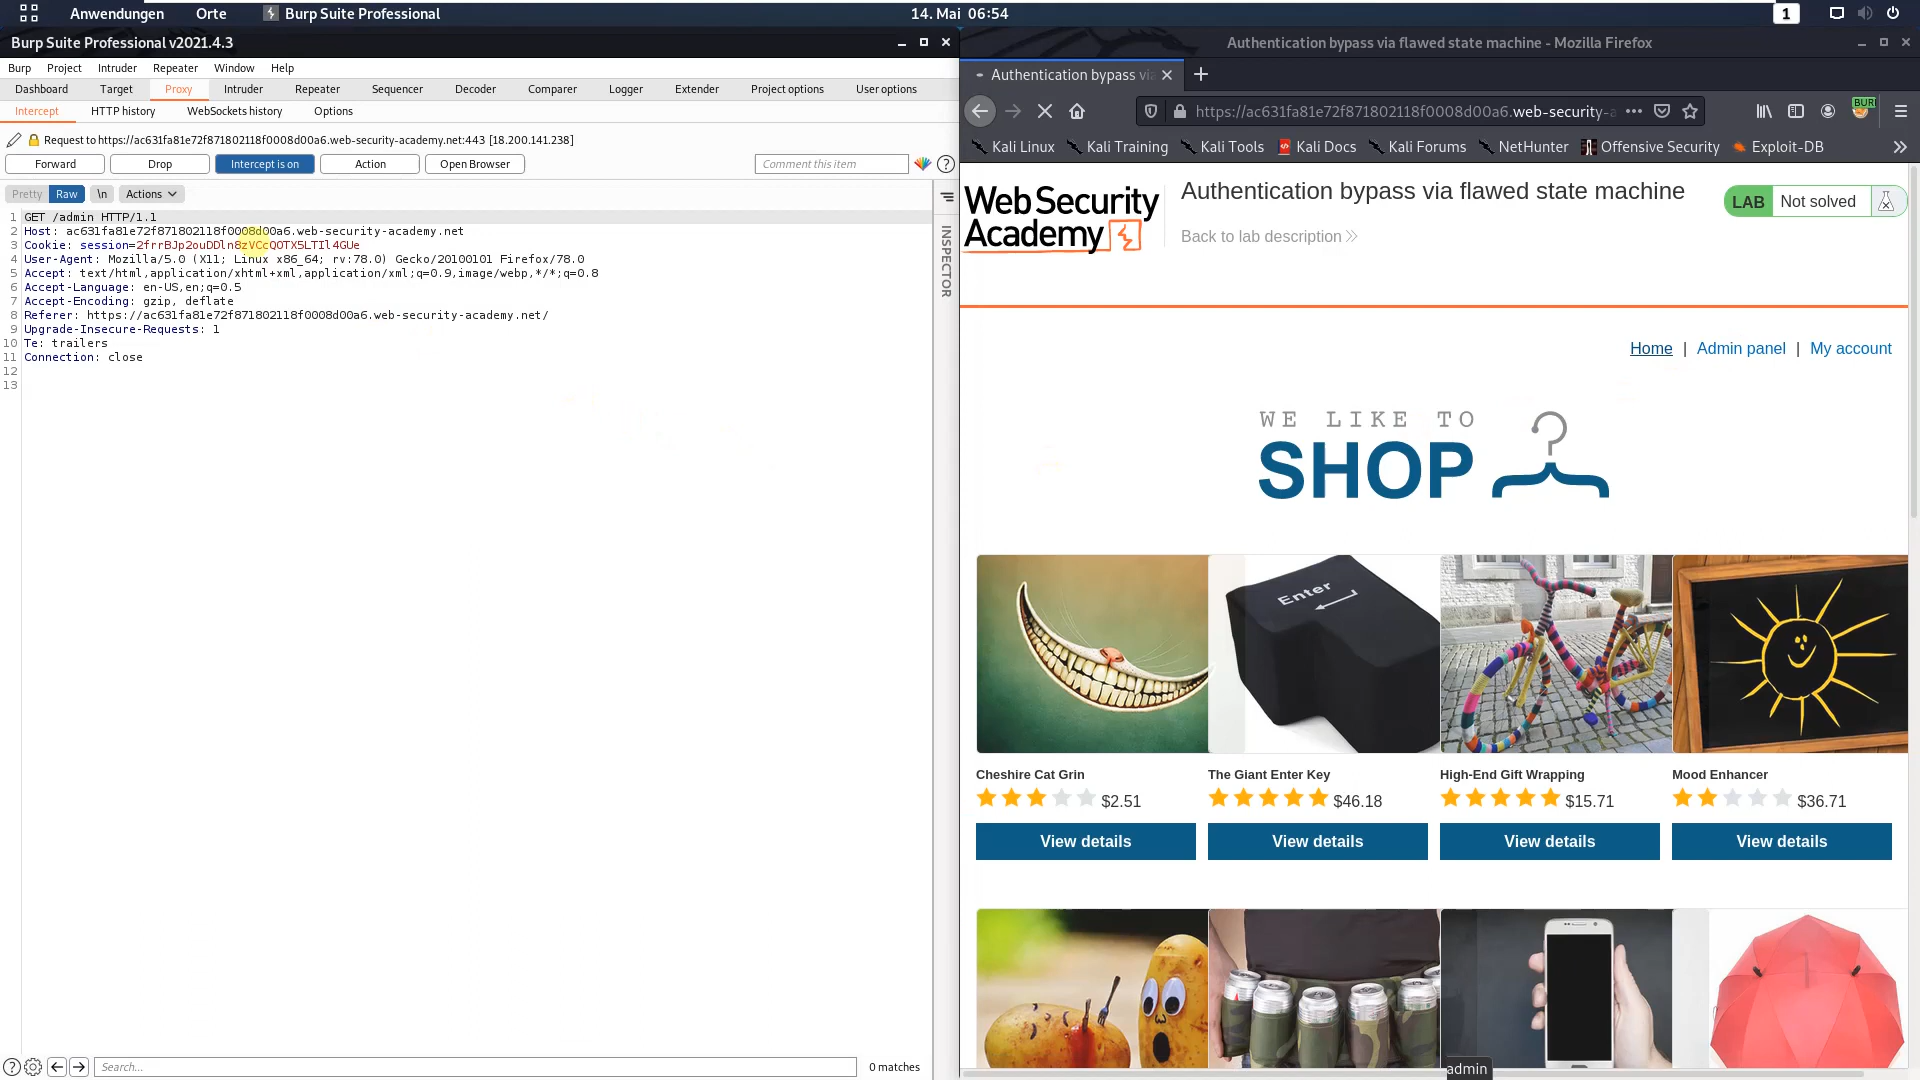 Anwendungen Orte Burp Suite Professional 14. Mai 06:54 1
Burp Suite Professional v2021.4.3
Burp Project Intruder Repeater Window Help
Dashboard Target Proxy Intruder Repeater Sequencer Decoder Comparer Logger Extender Project options User options
Intercept HTTP history WebSockets history Options
Request to https://ac631fa81e72f871802118f0008d00a6.web-security-academy.net:443 [18.200.141.238]
Forward Drop Intercept is on Action Open Browser Comment this item ?
Pretty Raw \n Actions
INSPECTOR
1 GET /admin HTTP/1.1
2 Host: ac631fa81e72f871802118f0008d00a6.web-security-academy.net
3 Cookie: session=2frrBJp2ouDDln8zVCcQOTX5LTIl4GUe
4 User-Agent: Mozilla/5.0 (X11; Linux x86_64; rv:78.0) Gecko/20100101 Firefox/78.0
5 Accept: text/html,application/xhtml+xml,application/xml;q=0.9,image/webp,*/*;q=0.8
6 Accept-Language: en-US,en;q=0.5
7 Accept-Encoding: gzip, deflate
8 Referer: https://ac631fa81e72f871802118f0008d00a6.web-security-academy.net/
9 Upgrade-Insecure-Requests: 1
10 Te: trailers
11 Connection: close
12
13
? Search... 0 matches
Authentication bypass via flawed state machine - Mozilla Firefox
Authentication bypass via
https://ac631fa81e72f871802118f0008d00a6.web-security-a BURP
Kali Linux Kali Training Kali Tools Kali Docs Kali Forums NetHunter Offensive Security Exploit-DB
Web Security
Academy
Authentication bypass via flawed state machine
LAB Not solved
Back to lab description
Home | Admin panel | My account
WE LIKE TO
SHOP
Enter
Cheshire Cat Grin The Giant Enter Key High-End Gift Wrapping Mood Enhancer
$2.51 $46.18 $15.71 $36.71
View details View details View details View details
admin